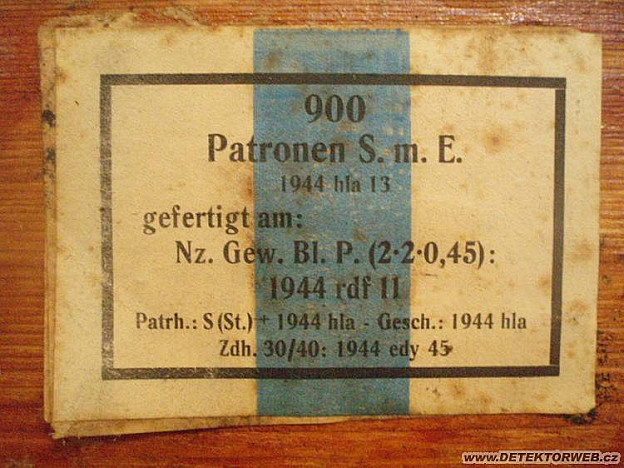 900
Patronen S. m. E.
1944 hla 13
gefertigt am:
Nz. Gew. Bl. P. (2·2·0,45):
1944 rdf 11
Patrh.: S (St.)+ 1944 hla - Gesch.: 1944 hla
Zdh. 30/40: 1944 edy 45
www.DETEKTORWEB.cz